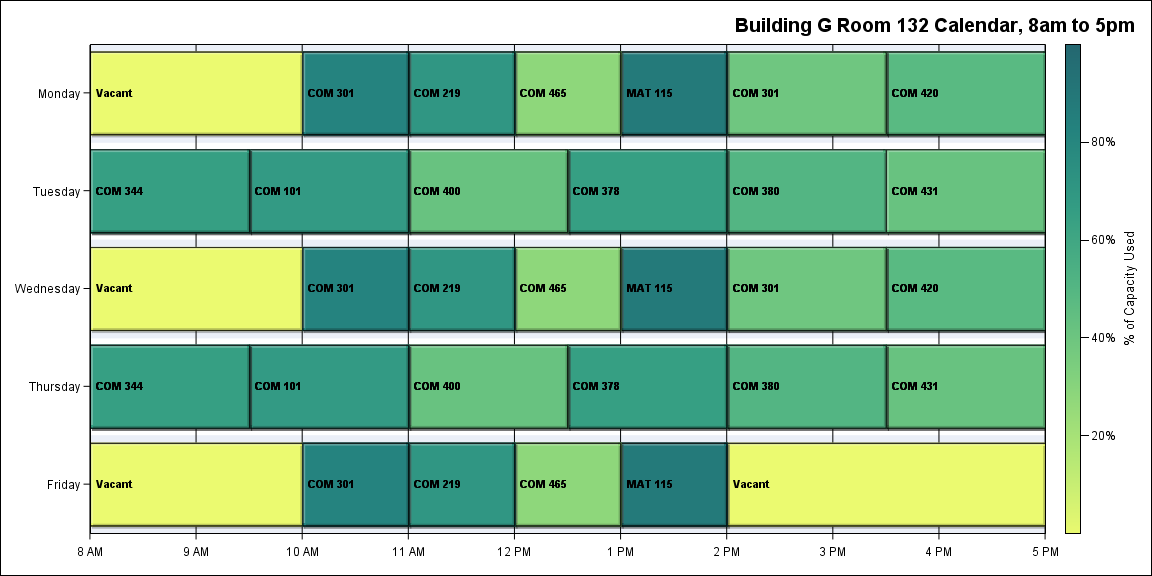 Building G Room 132 Calendar, 8am to 5pm
Monday
Vacant
COM 301
COM 219
COM 465
MAT 115
COM 301
COM 420
Tuesday
COM 344
COM 101
COM 400
COM 378
COM 380
COM 431
Wednesday
Vacant
COM 301
COM 219
COM 465
MAT 115
COM 301
COM 420
Thursday
COM 344
COM 101
COM 400
COM 378
COM 380
COM 431
Friday
Vacant
COM 301
COM 219
COM 465
MAT 115
Vacant
8 AM
9 AM
10 AM
11 AM
12 PM
1 PM
2 PM
3 PM
4 PM
5 PM
80%
60%
40%
20%
% of Capacity Used